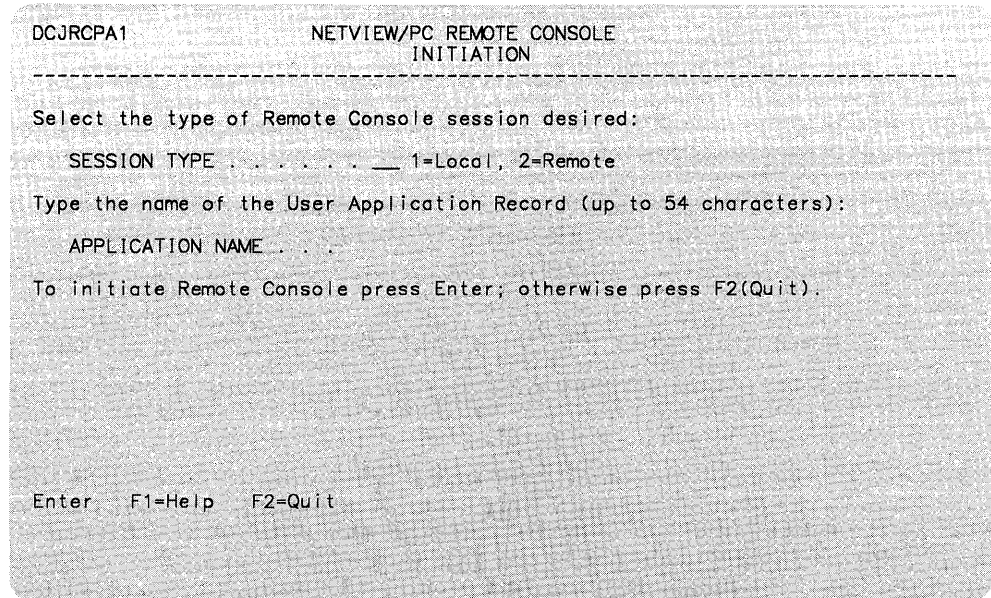 DCJRCPA1 NETVIEW/PC REMOTE CONSOLE
INITIATION
Select the type of Remote Console session desired:
SESSION TYPE . . . . . . . __ 1=Local, 2=Remote
Type the name of the User Application Record (up to 54 characters):
APPLICATION NAME . . .
To initiate Remote Console press Enter; otherwise press F2(Quit).
Enter F1=Help F2=Quit